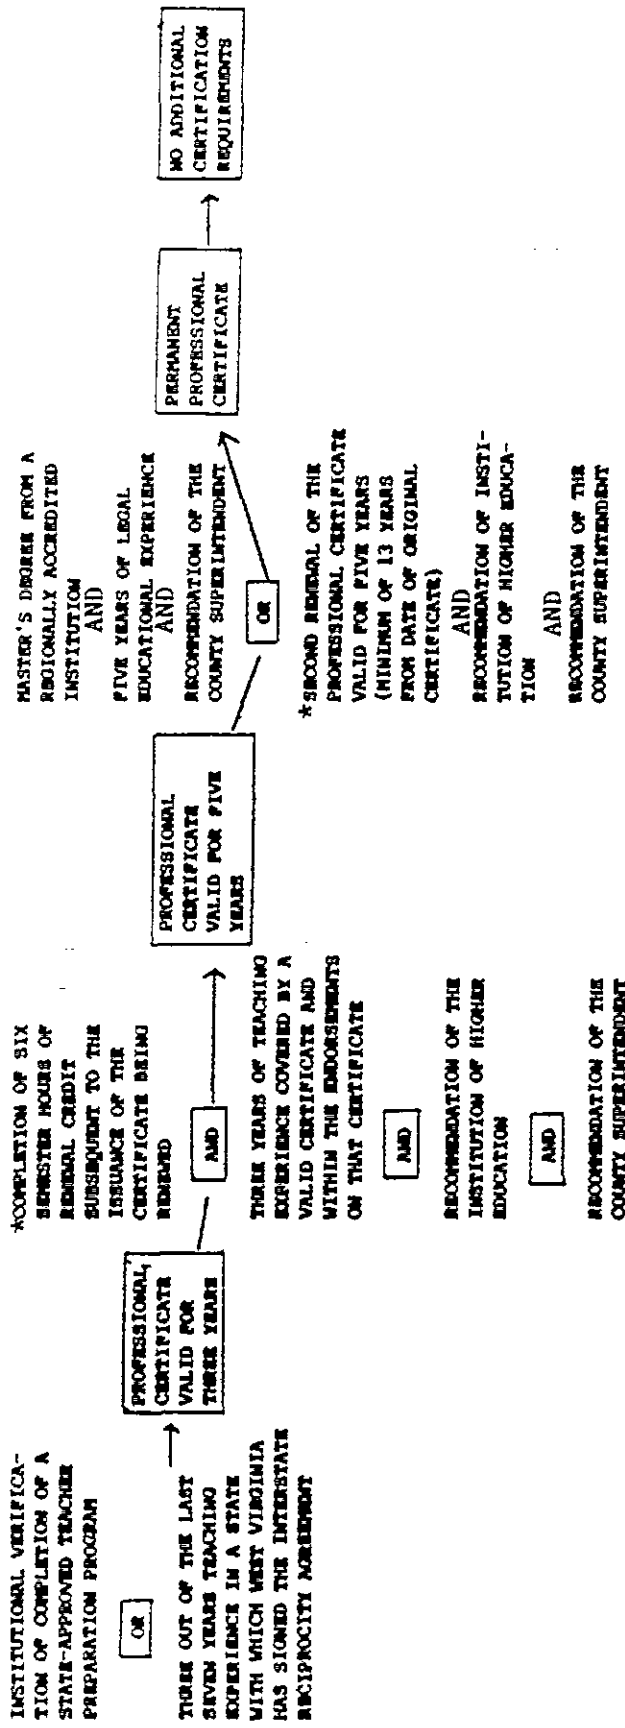 INSTITUTIONAL VERIFICA-
TION OF COMPLETION OF A
STATE-APPROVED TEACHER
PREPARATION PROGRAM
OR
THREE OUT OF THE LAST
SEVEN YEARS TEACHING
EXPERIENCE IN A STATE
WITH WHICH WEST VIRGINIA
HAS SIGNED THE INTERSTATE
RECIPROCITY AGREEMENT
PROFESSIONAL
CERTIFICATE
VALID FOR
THREE YEARS
*COMPLETION OF SIX
SEMESTER HOURS OF
RENEWAL CREDIT
SUBSEQUENT TO THE
ISSUANCE OF THE
CERTIFICATE BEING
RENEWED
AND
THREE YEARS OF TEACHING
EXPERIENCE COVERED BY A
VALID CERTIFICATE AND
WITHIN THE ENDORSEMENTS
ON THAT CERTIFICATE
AND
RECOMMENDATION OF THE
INSTITUTION OF HIGHER
EDUCATION
AND
RECOMMENDATION OF THE
COUNTY SUPERINTENDENT
PROFESSIONAL
CERTIFICATE
VALID FOR FIVE
YEARS
MASTER'S DEGREE FROM A
REGIONALLY ACCREDITED
INSTITUTION
AND
FIVE YEARS OF LEGAL
EDUCATIONAL EXPERIENCE
AND
RECOMMENDATION OF THE
COUNTY SUPERINTENDENT
OR
*SECOND RENEWAL OF THE
PROFESSIONAL CERTIFICATE
VALID FOR FIVE YEARS
(MINIMUM OF 13 YEARS
FROM DATE OF ORIGINAL
CERTIFICATE)
AND
RECOMMENDATION OF INSTI-
TUTION OF HIGHER EDUCA-
TION
AND
RECOMMENDATION OF THE
COUNTY SUPERINTENDENT
PERMANENT
PROFESSIONAL
CERTIFICATE
NO ADDITIONAL
CERTIFICATION
REQUIREMENTS